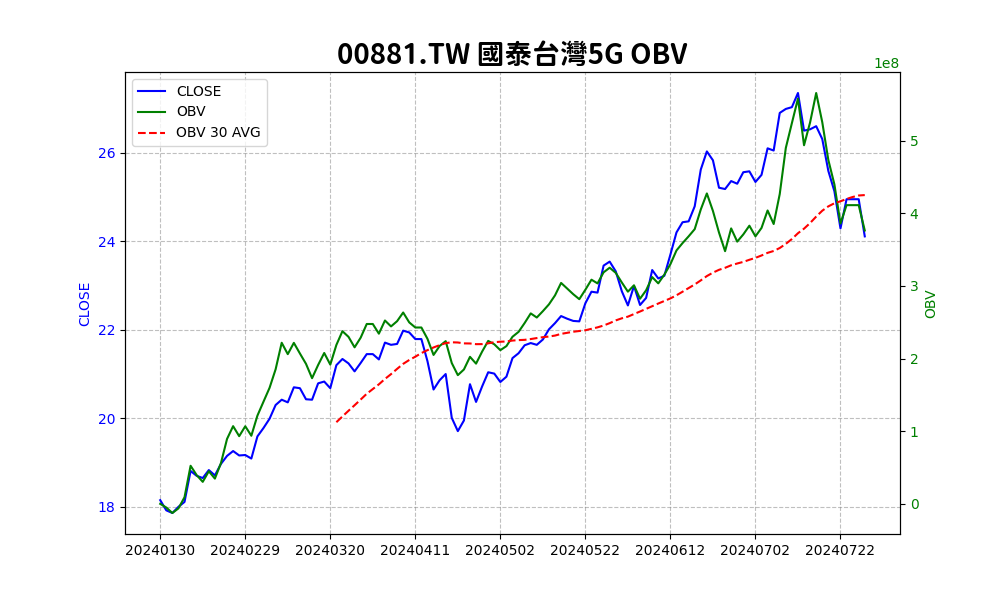 00881.TW 國泰台灣5G OBV
1e8
CLOSE
OBV
OBV 30 AVG
26
24
22
20
18
CLOSE
5
4
3
2
1
0
OBV
20240130 20240229 20240320 20240411 20240502 20240522 20240612 20240702 20240722